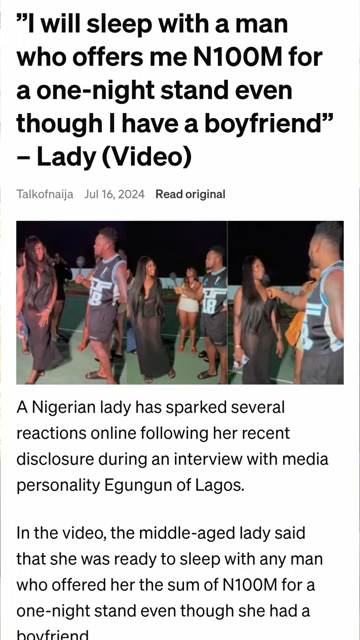 ”I will sleep with a man
who offers me N100M for
a one-night stand even
though I have a boyfriend”
– Lady (Video)
Talkofnaija Jul 16, 2024 Read original
A Nigerian lady has sparked several
reactions online following her recent
disclosure during an interview with media
personality Egungun of Lagos.
In the video, the middle-aged lady said
that she was ready to sleep with any man
who offered her the sum of N100M for a
one-night stand even though she had a
boyfriend